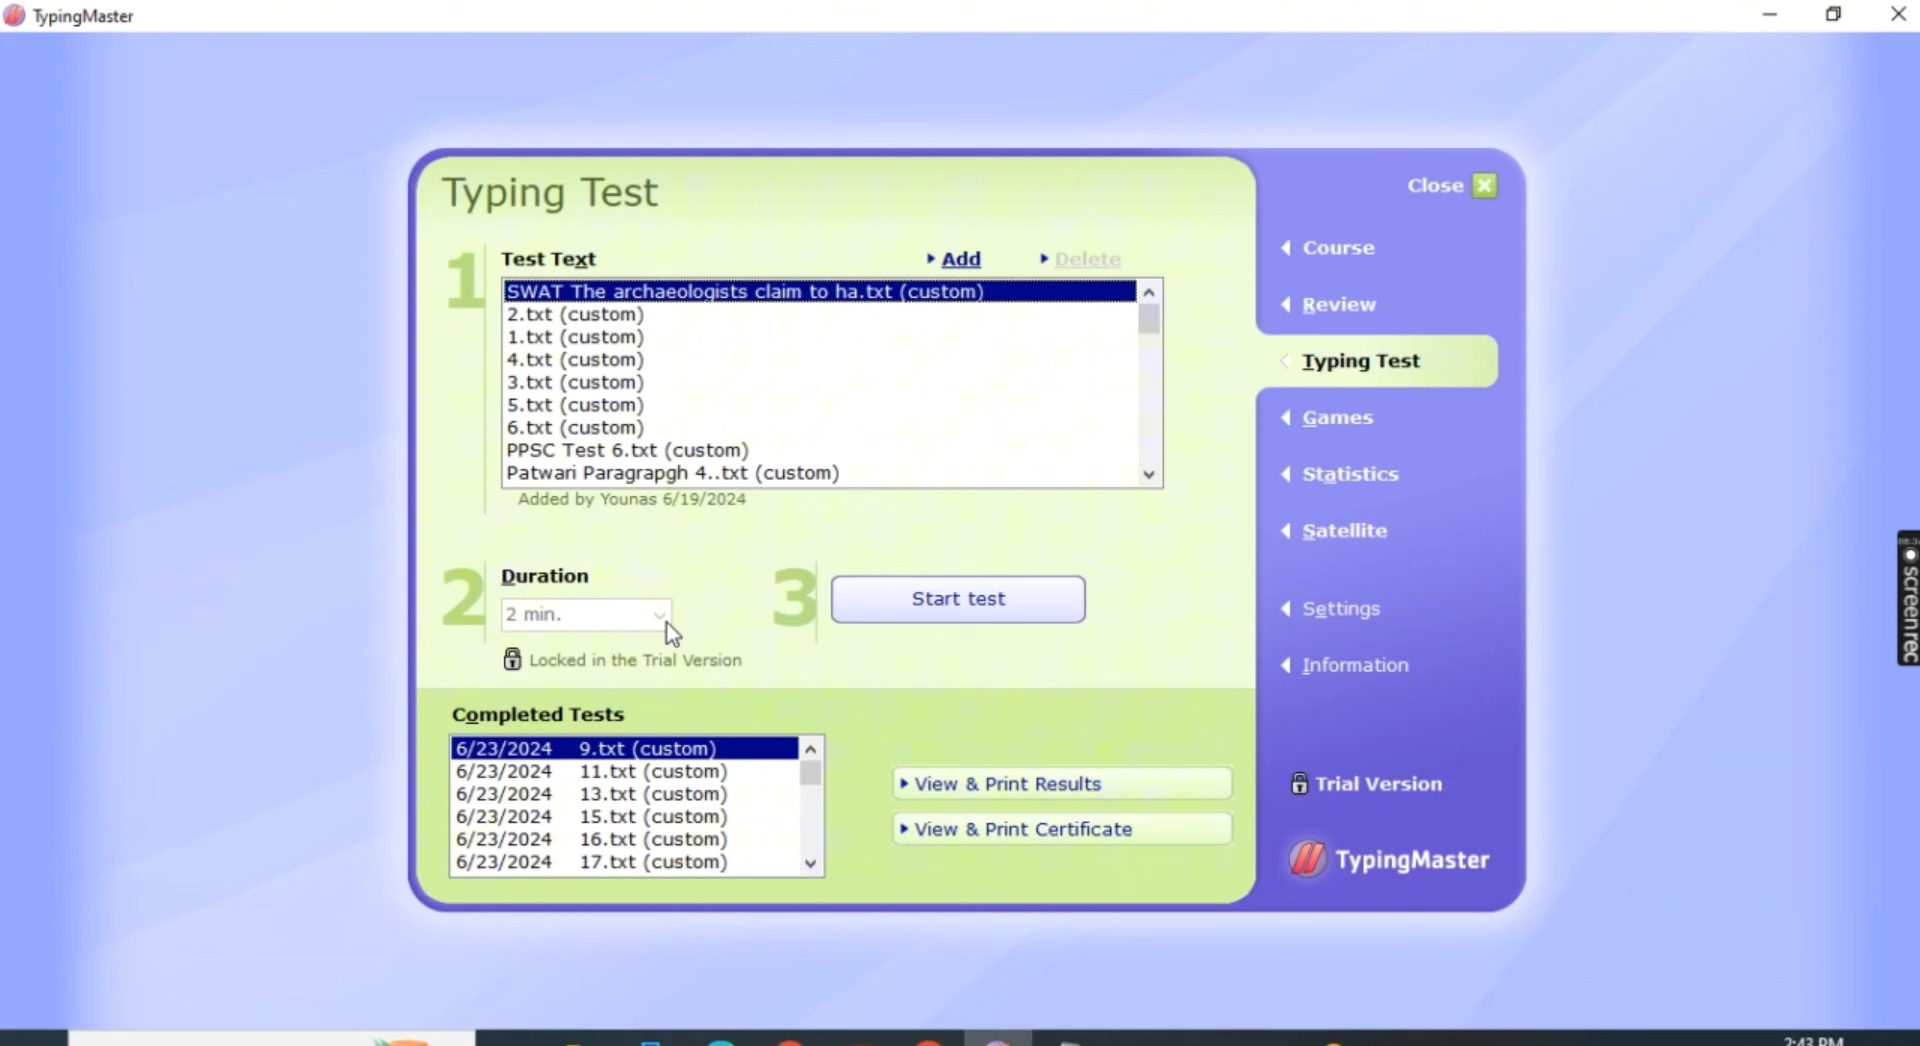 TypingMaster
Typing Test
Close
1
Test Text
Add
Delete
SWAT The archaeologists claim to ha.txt (custom)
2.txt (custom)
1.txt (custom)
4.txt (custom)
3.txt (custom)
5.txt (custom)
6.txt (custom)
PPSC Test 6.txt (custom)
Patwari Paragrapgh 4..txt (custom)
Added by Younas 6/19/2024
2
Duration
2 min.
Locked in the Trial Version
3
Start test
Completed Tests
6/23/2024 9.txt (custom)
6/23/2024 11.txt (custom)
6/23/2024 13.txt (custom)
6/23/2024 15.txt (custom)
6/23/2024 16.txt (custom)
6/23/2024 17.txt (custom)
View & Print Results
View & Print Certificate
Course
Review
Typing Test
Games
Statistics
Satellite
Settings
Information
Trial Version
TypingMaster
screenrec
2:43 PM